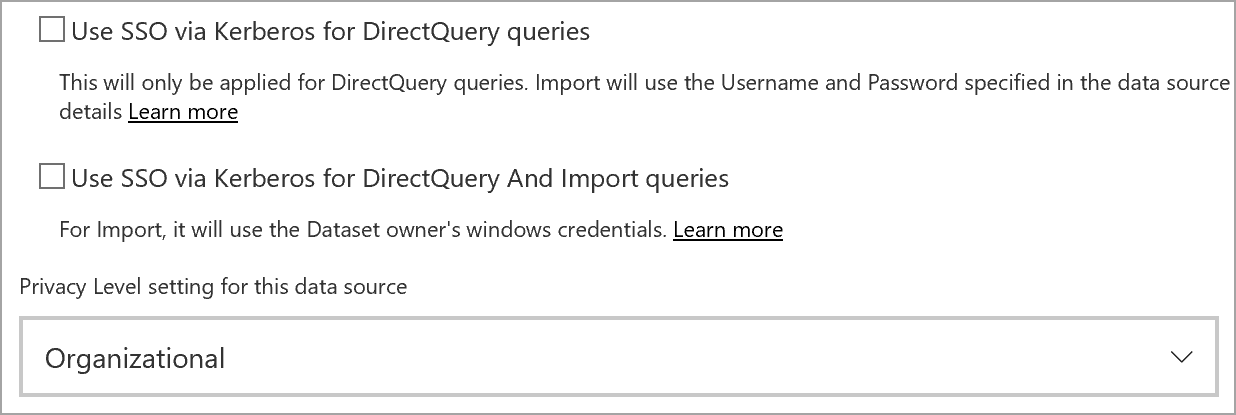 Use SSO via Kerberos for DirectQuery queries
This will only be applied for DirectQuery queries. Import will use the Username and Password specified in the data source
details Learn more
Use SSO via Kerberos for DirectQuery And Import queries
For Import, it will use the Dataset owner's windows credentials. Learn more
Privacy Level setting for this data source
Organizational